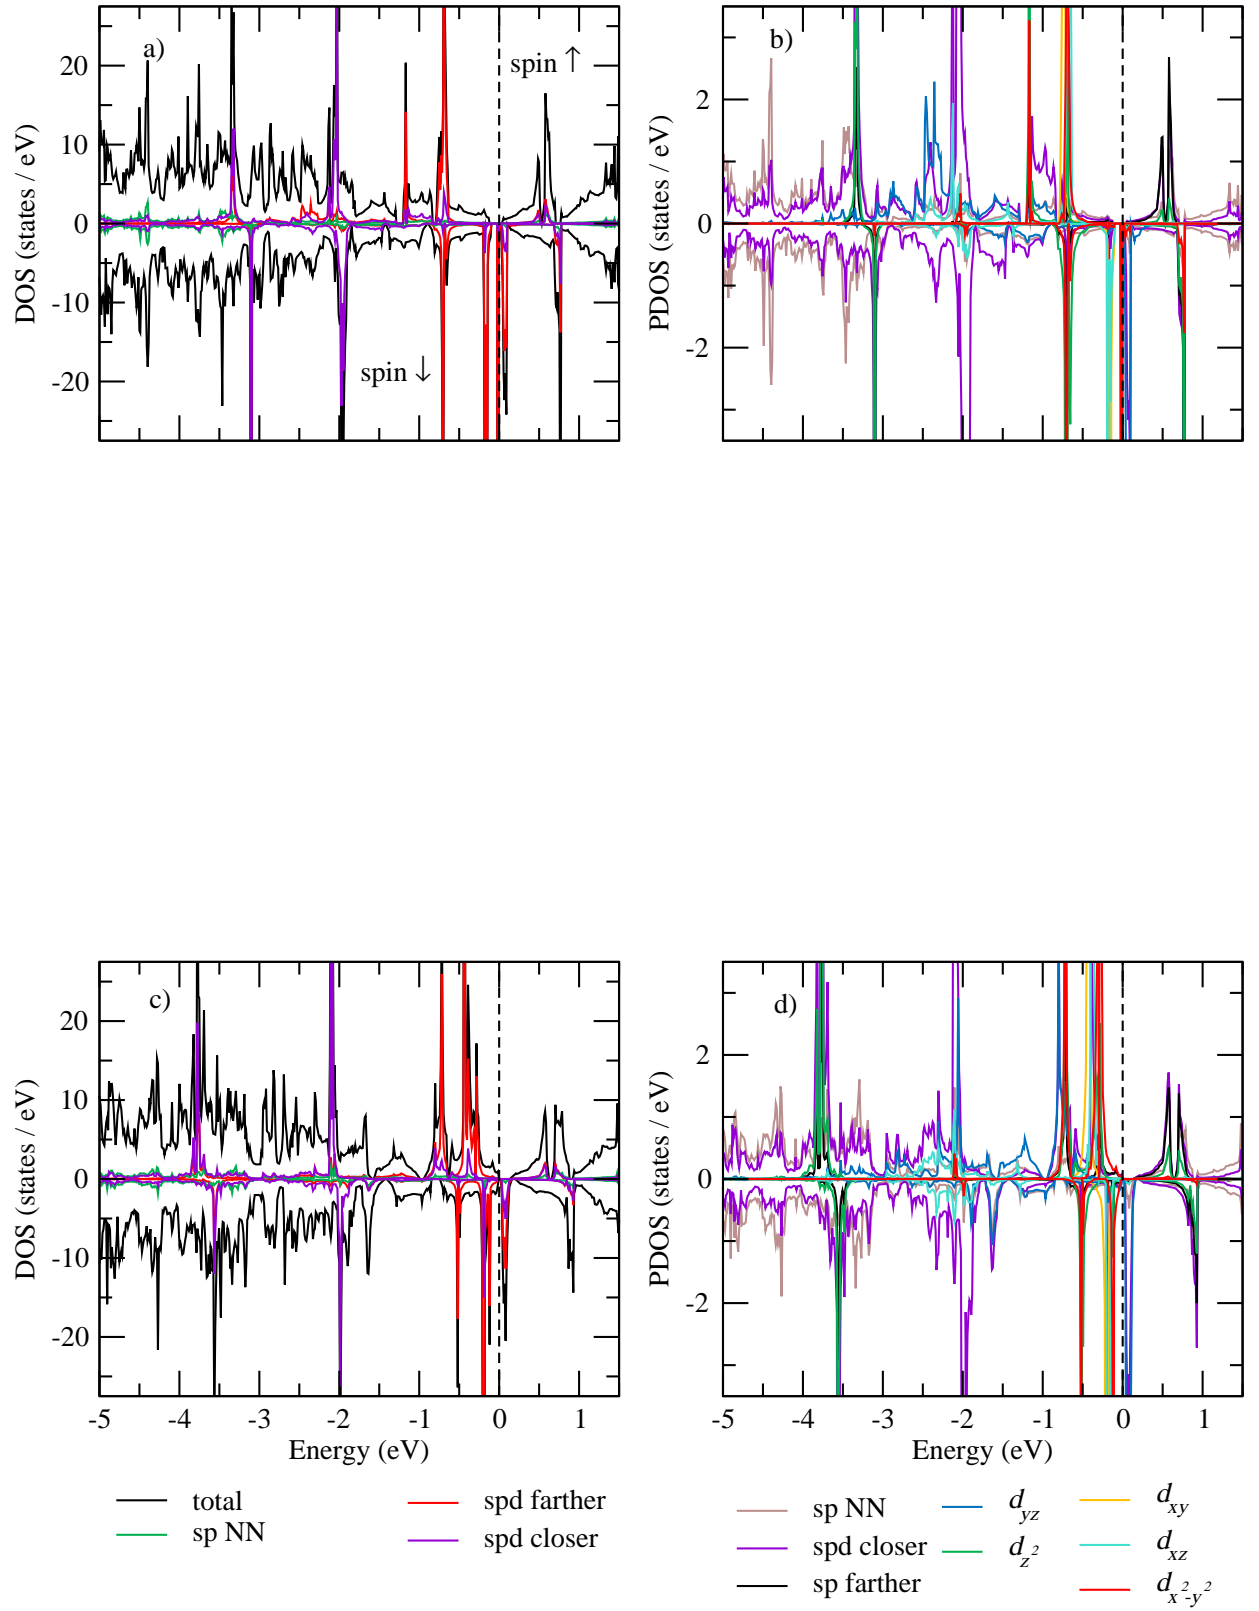 a)
spin ↑
20
10
0
-10
-20
DOS (states / eV)
spin ↓
b)
2
0
-2
PDOS (states / eV)
c)
20
10
0
-10
-20
DOS (states / eV)
-5 -4 -3 -2 -1 0 1
Energy (eV)
d)
2
0
-2
PDOS (states / eV)
-5 -4 -3 -2 -1 0 1
Energy (eV)
total
sp NN
spd farther
spd closer
sp NN
spd closer
sp farther
d_yz
d_z²
d_xy
d_xz
d_x²-y²